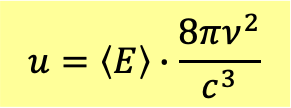 u = ⟨E⟩ · 8πν² / c³